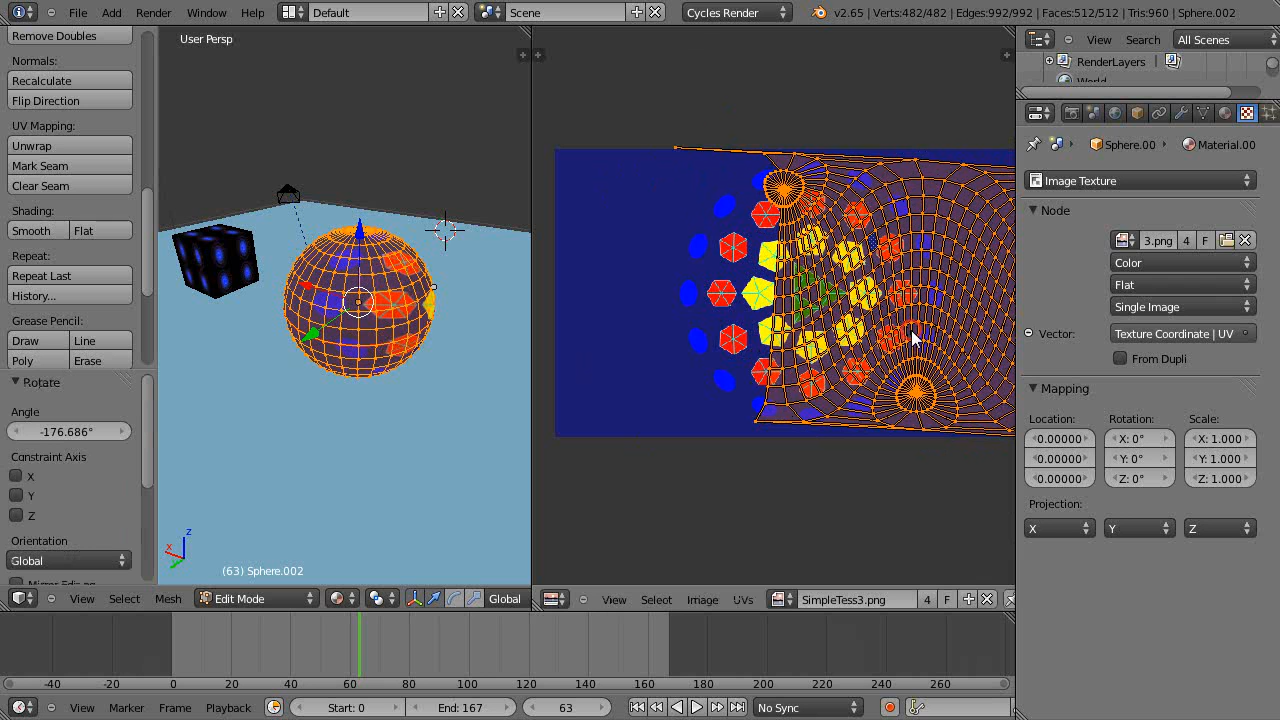 File Add Render Window Help Default Scene Cycles Render v2.65 | Verts:482/482 | Edges:992/992 | Faces:512/512 | Tris:960 | Sphere.002
Remove Doubles
Normals:
Recalculate
Flip Direction
UV Mapping:
Unwrap
Mark Seam
Clear Seam
Shading:
Smooth Flat
Repeat:
Repeat Last
History...
Grease Pencil:
Draw Line
Poly Erase
Rotate
Angle
-176.686°
Constraint Axis
X
Y
Z
Orientation
Global
User Persp
z
x
(63) Sphere.002
View Select Mesh Edit Mode Global
View Select Image UVs SimpleTess3.png 4 F
View Search All Scenes
RenderLayers |
World
Sphere.00 Material.00
Image Texture
Node
3.png 4 F
Color
Flat
Single Image
Vector: Texture Coordinate | UV
From Dupli
Mapping
Location: Rotation: Scale:
0.00000 X: 0° X: 1.000
0.00000 Y: 0° Y: 1.000
0.00000 Z: 0° Z: 1.000
Projection:
X Y Z
-40 -20 0 20 40 60 80 100 120 140 160 180 200 220 240 260
View Marker Frame Playback Start: 0 End: 167 63 No Sync